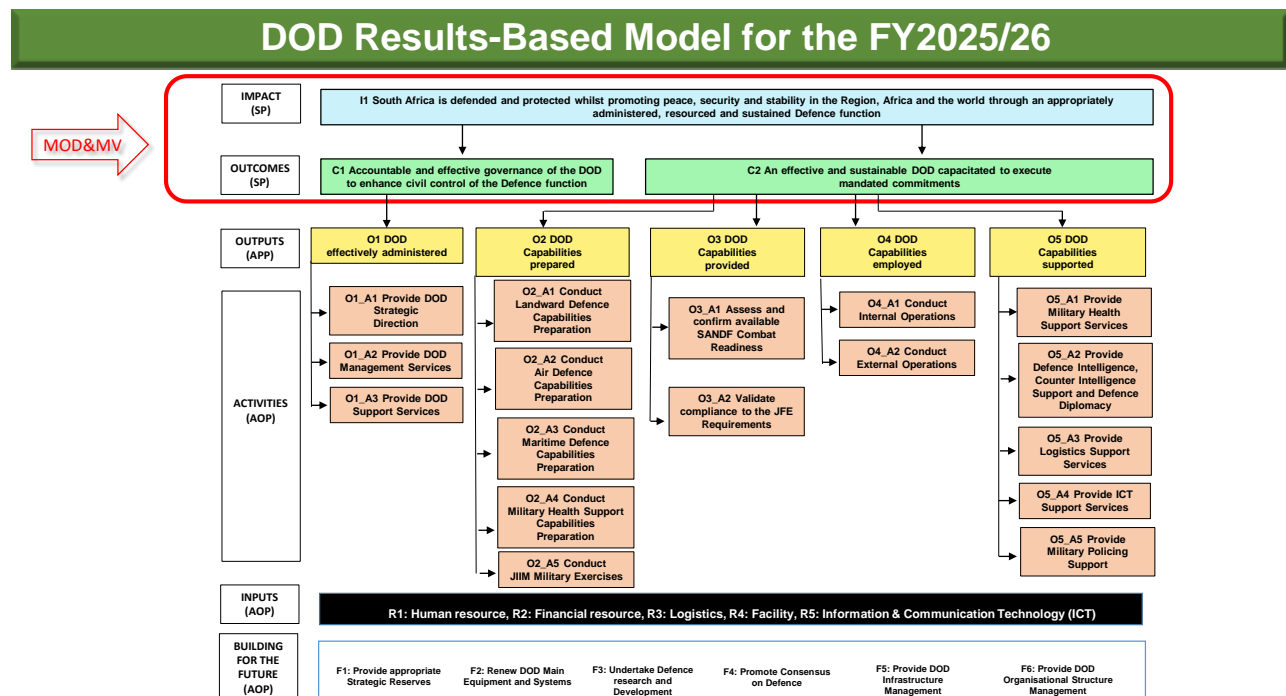 DOD Results-Based Model for the FY2025/26
MOD&MV
IMPACT
(SP)
I1 South Africa is defended and protected whilst promoting peace, security and stability in the Region, Africa and the world through an appropriately
administered, resourced and sustained Defence function
OUTCOMES
(SP)
C1 Accountable and effective governance of the DOD
to enhance civil control of the Defence function
C2 An effective and sustainable DOD capacitated to execute
mandated commitments
OUTPUTS
(APP)
O1 DOD
effectively administered
O2 DOD
Capabilities
prepared
O3 DOD
Capabilities
provided
O4 DOD
Capabilities
employed
O5 DOD
Capabilities
supported
ACTIVITIES
(AOP)
O1_A1 Provide DOD
Strategic
Direction
O1_A2 Provide DOD
Management Services
O1_A3 Provide DOD
Support Services
O2_A1 Conduct
Landward Defence
Capabilities
Preparation
O2_A2 Conduct
Air Defence
Capabilities
Preparation
O2_A3 Conduct
Maritime Defence
Capabilities
Preparation
O2_A4 Conduct
Military Health Support
Capabilities
Preparation
O2_A5 Conduct
JIIM Military Exercises
O3_A1 Assess and
confirm available
SANDF Combat
Readiness
O3_A2 Validate
compliance to the JFE
Requirements
O4_A1 Conduct
Internal Operations
O4_A2 Conduct
External Operations
O5_A1 Provide
Military Health
Support Services
O5_A2 Provide
Defence Intelligence,
Counter Intelligence
Support and Defence
Diplomacy
O5_A3 Provide
Logistics Support
Services
O5_A4 Provide ICT
Support Services
O5_A5 Provide
Military Policing
Support
INPUTS
(AOP)
R1: Human resource, R2: Financial resource, R3: Logistics, R4: Facility, R5: Information & Communication Technology (ICT)
BUILDING
FOR THE
FUTURE
(AOP)
F1: Provide appropriate
Strategic Reserves
F2: Renew DOD Main
Equipment and Systems
F3: Undertake Defence
research and
Development
F4: Promote Consensus
on Defence
F5: Provide DOD
Infrastructure
Management
F6: Provide DOD
Organisational Structure
Management